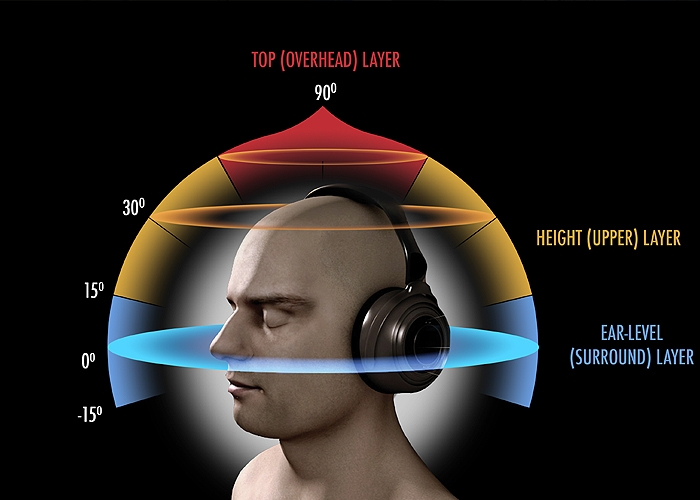 TOP (OVERHEAD) LAYER
90⁰
30⁰
HEIGHT (UPPER) LAYER
15⁰
EAR-LEVEL
(SURROUND) LAYER
0⁰
-15⁰